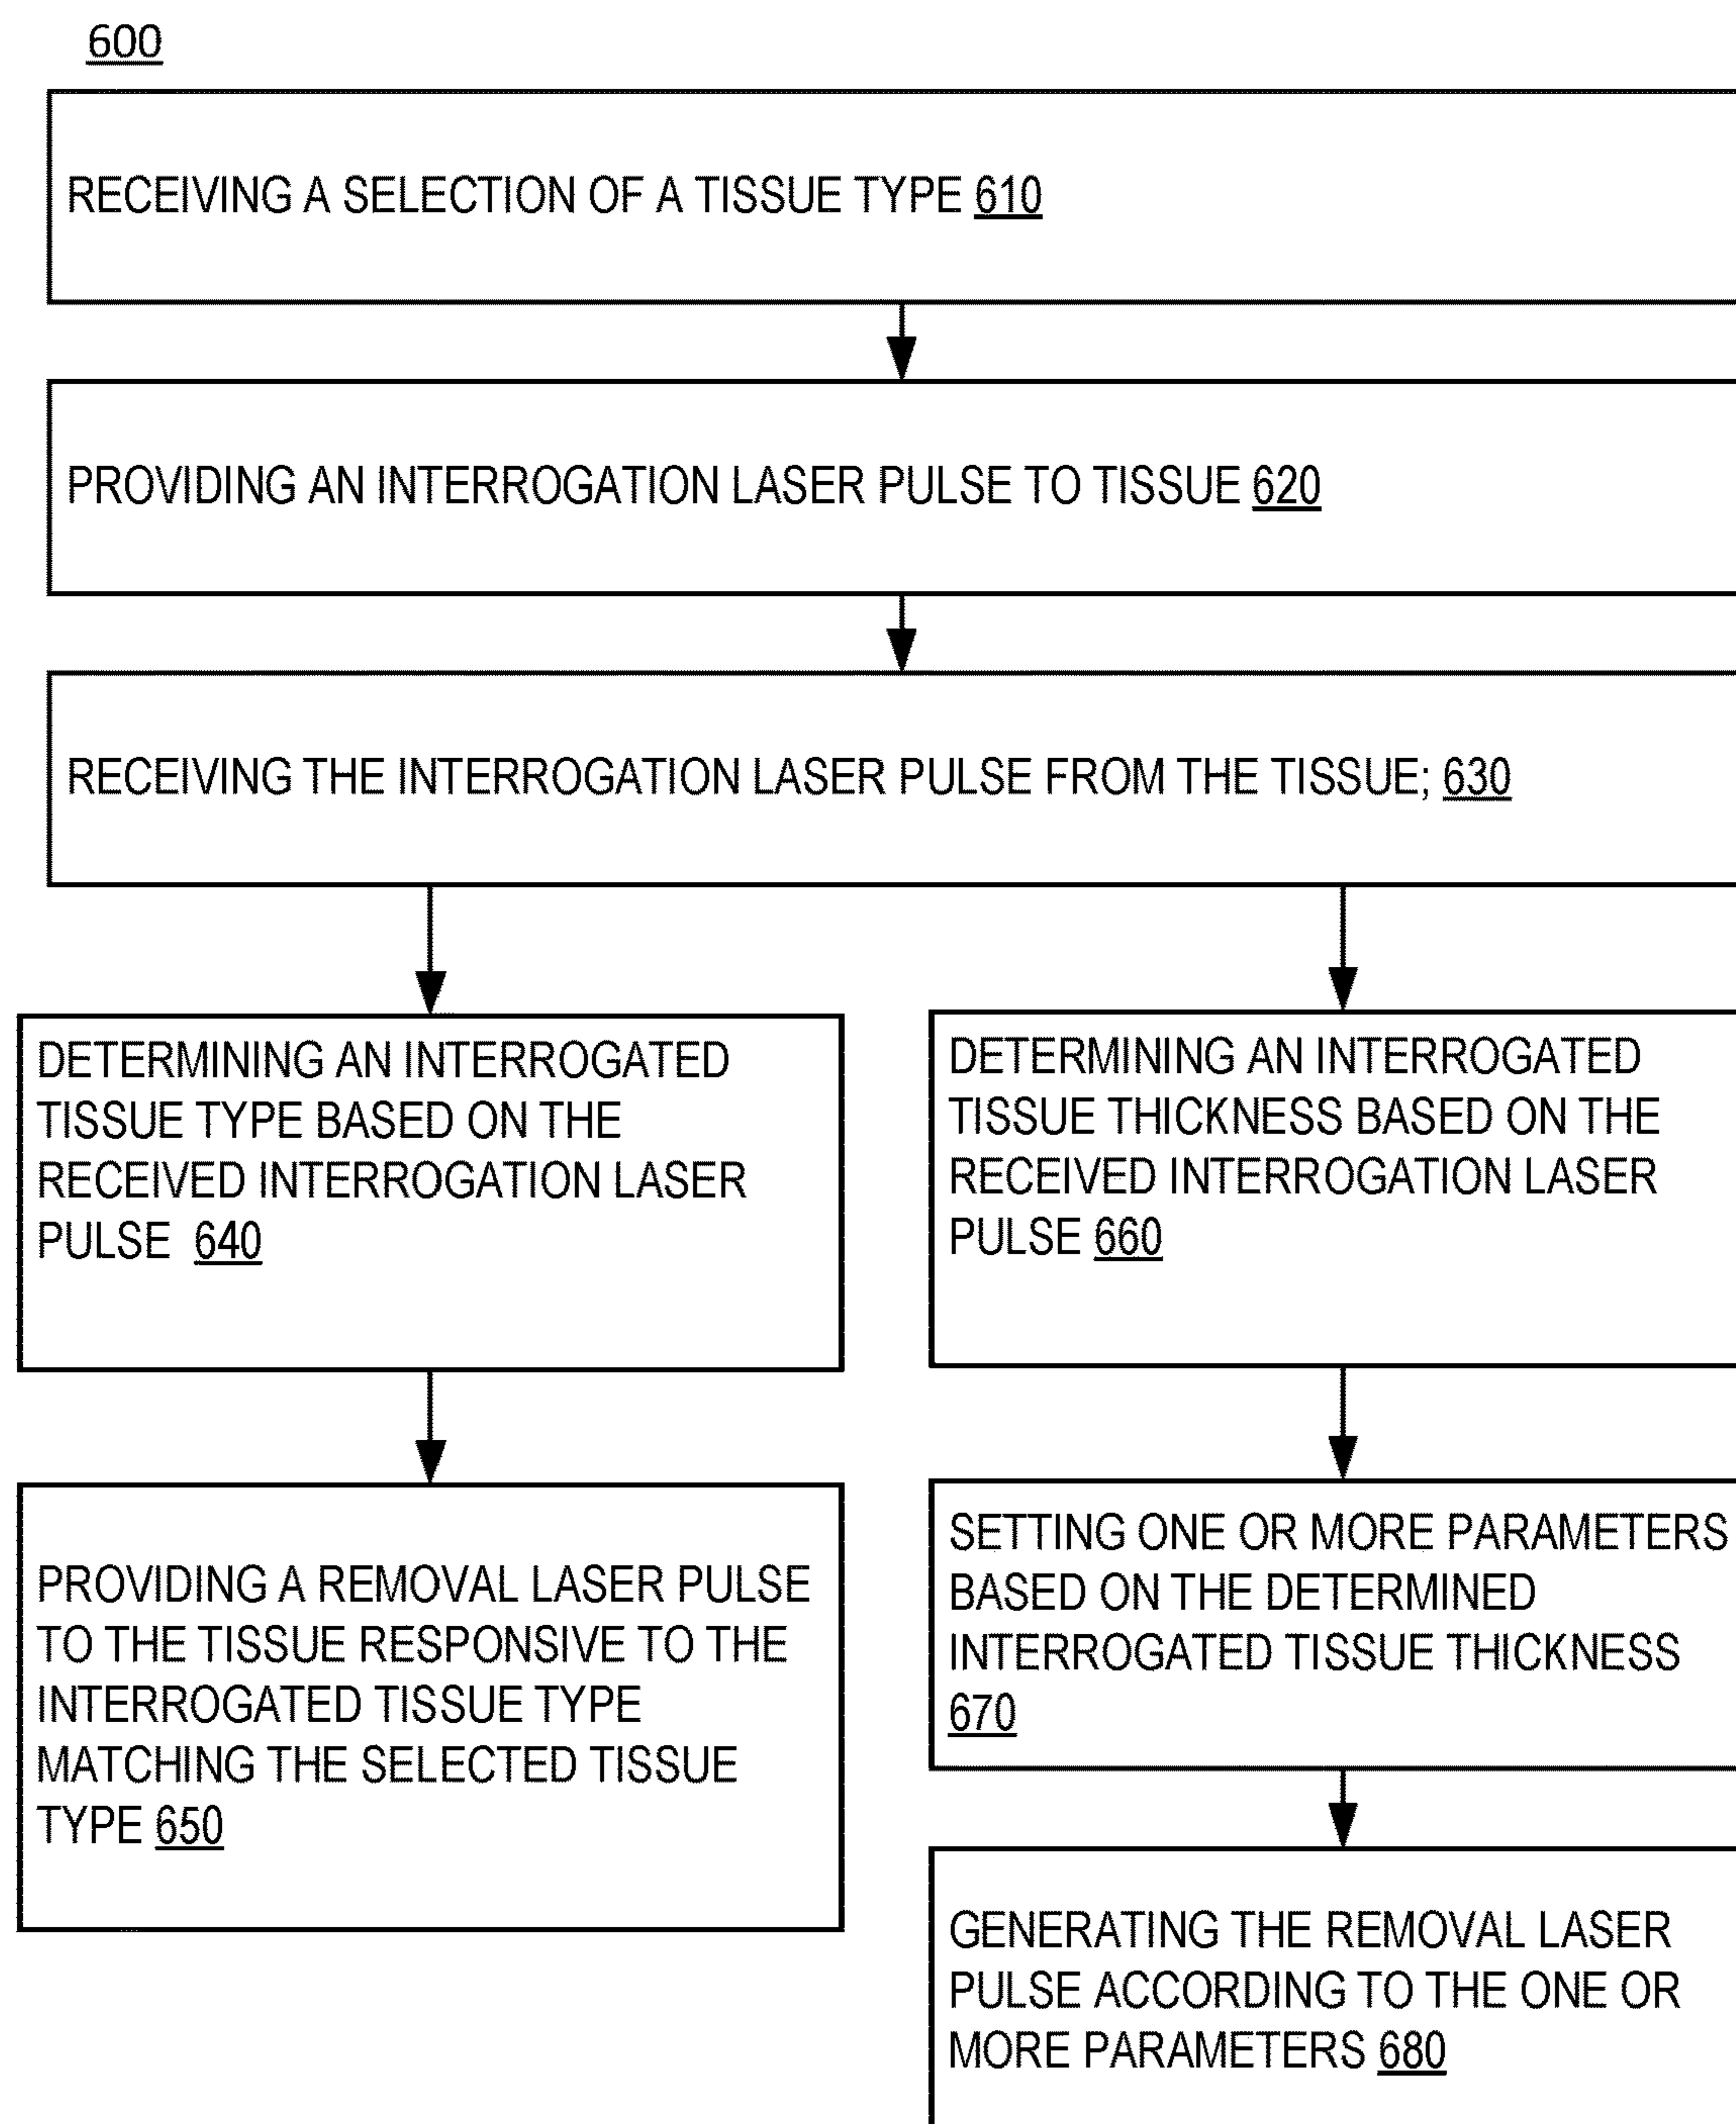 600
RECEIVING A SELECTION OF A TISSUE TYPE 610
PROVIDING AN INTERROGATION LASER PULSE TO TISSUE 620
RECEIVING THE INTERROGATION LASER PULSE FROM THE TISSUE; 630
DETERMINING AN INTERROGATED
TISSUE TYPE BASED ON THE
RECEIVED INTERROGATION LASER
PULSE 640
PROVIDING A REMOVAL LASER PULSE
TO THE TISSUE RESPONSIVE TO THE
INTERROGATED TISSUE TYPE
MATCHING THE SELECTED TISSUE
TYPE 650
DETERMINING AN INTERROGATED
TISSUE THICKNESS BASED ON THE
RECEIVED INTERROGATION LASER
PULSE 660
SETTING ONE OR MORE PARAMETERS
BASED ON THE DETERMINED
INTERROGATED TISSUE THICKNESS
670
GENERATING THE REMOVAL LASER
PULSE ACCORDING TO THE ONE OR
MORE PARAMETERS 680